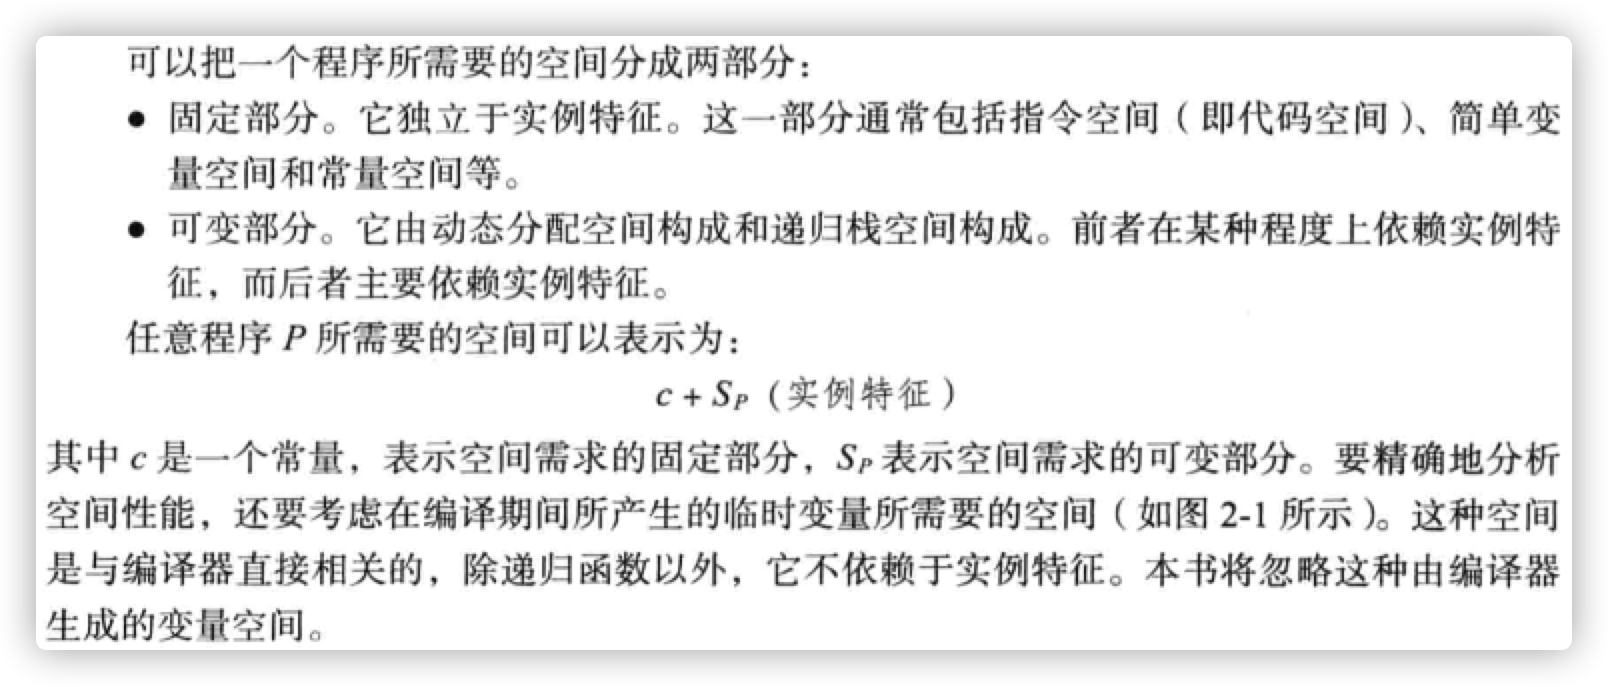 可以把一个程序所需要的空间分成两部分：
● 固定部分。它独立于实例特征。这一部分通常包括指令空间（即代码空间）、简单变
量空间和常量空间等。
● 可变部分。它由动态分配空间构成和递归栈空间构成。前者在某种程度上依赖实例特
征，而后者主要依赖实例特征。
任意程序 P 所需要的空间可以表示为：
c + S_P（实例特征）
其中 c 是一个常量，表示空间需求的固定部分，S_P 表示空间需求的可变部分。要精确地分析
空间性能，还要考虑在编译期间所产生的临时变量所需要的空间（如图 2-1 所示）。这种空间
是与编译器直接相关的，除递归函数以外，它不依赖于实例特征。本书将忽略这种由编译器
生成的变量空间。